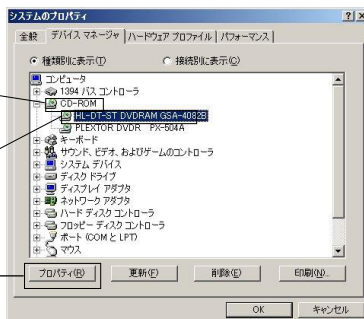 システムのプロパティ
全般 デバイス マネージャ ハードウェア プロファイル パフォーマンス
種類別に表示(T) 接続別に表示(C)
コンピュータ
1394 バス コントローラ
CD-ROM
HL-DT-ST DVDRAM GSA-4082B
PLEXTOR DVDR PX-504A
キーボード
サウンド、ビデオ、およびゲームのコントローラ
システム デバイス
ディスク ドライブ
ディスプレイ アダプタ
ネットワーク アダプタ
ハード ディスク コントローラ
フロッピー ディスク コントローラ
ポート (COM と LPT)
マウス
プロパティ(R) 更新(F) 削除(E) 印刷(N)...
OK キャンセル